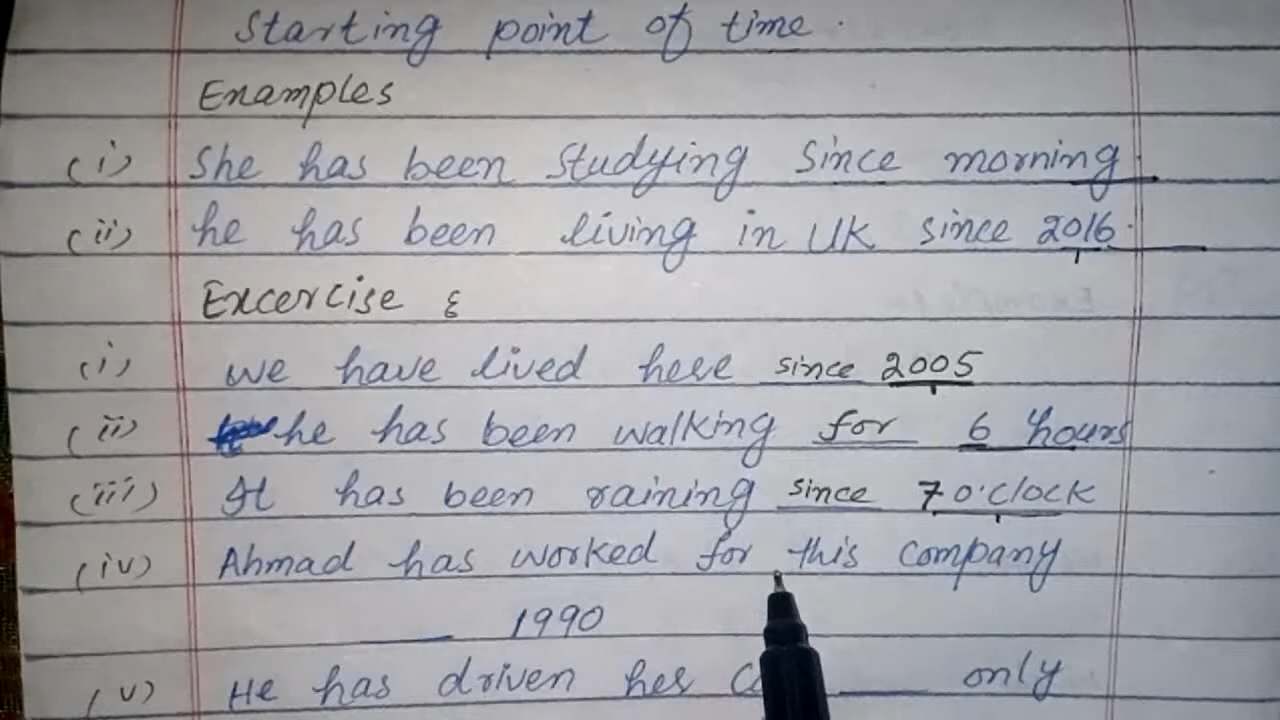 Starting point of time.
Examples
(i) She has been Studying Since morning.
(ii) he has been living in UK since 2016.
Excercise :
(i) we have lived here since 2005
(ii) he has been walking for 6 hours
(iii) It has been raining since 7 o'clock
(iv) Ahmad has worked for this company
____ 1990
(v) He has driven her ____ only